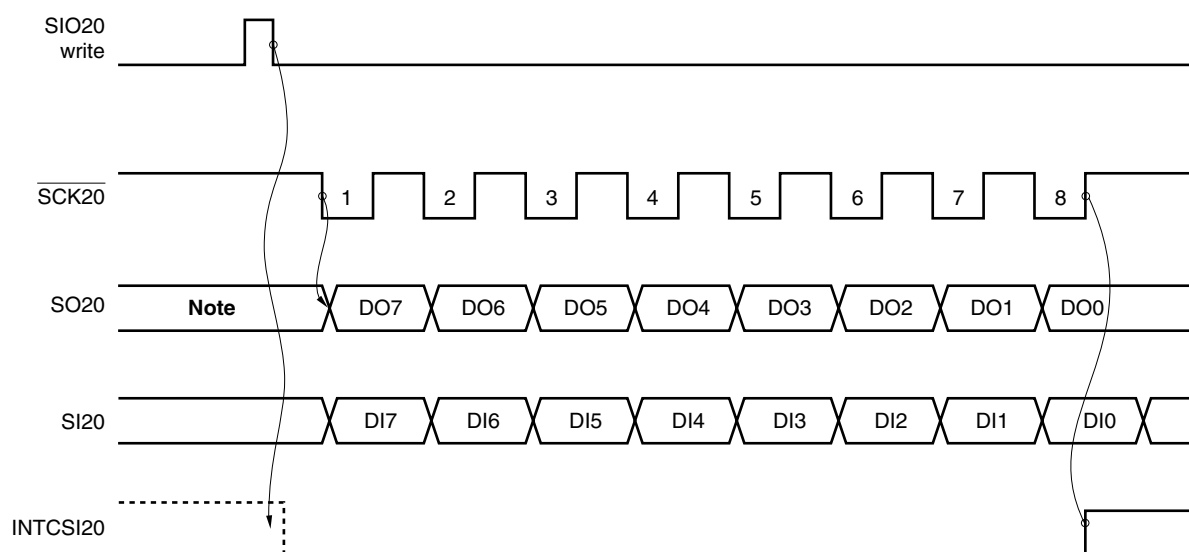 SIO20
write
SCK20
1 2 3 4 5 6 7 8
SO20
Note DO7 DO6 DO5 DO4 DO3 DO2 DO1 DO0
SI20
DI7 DI6 DI5 DI4 DI3 DI2 DI1 DI0
INTCSI20